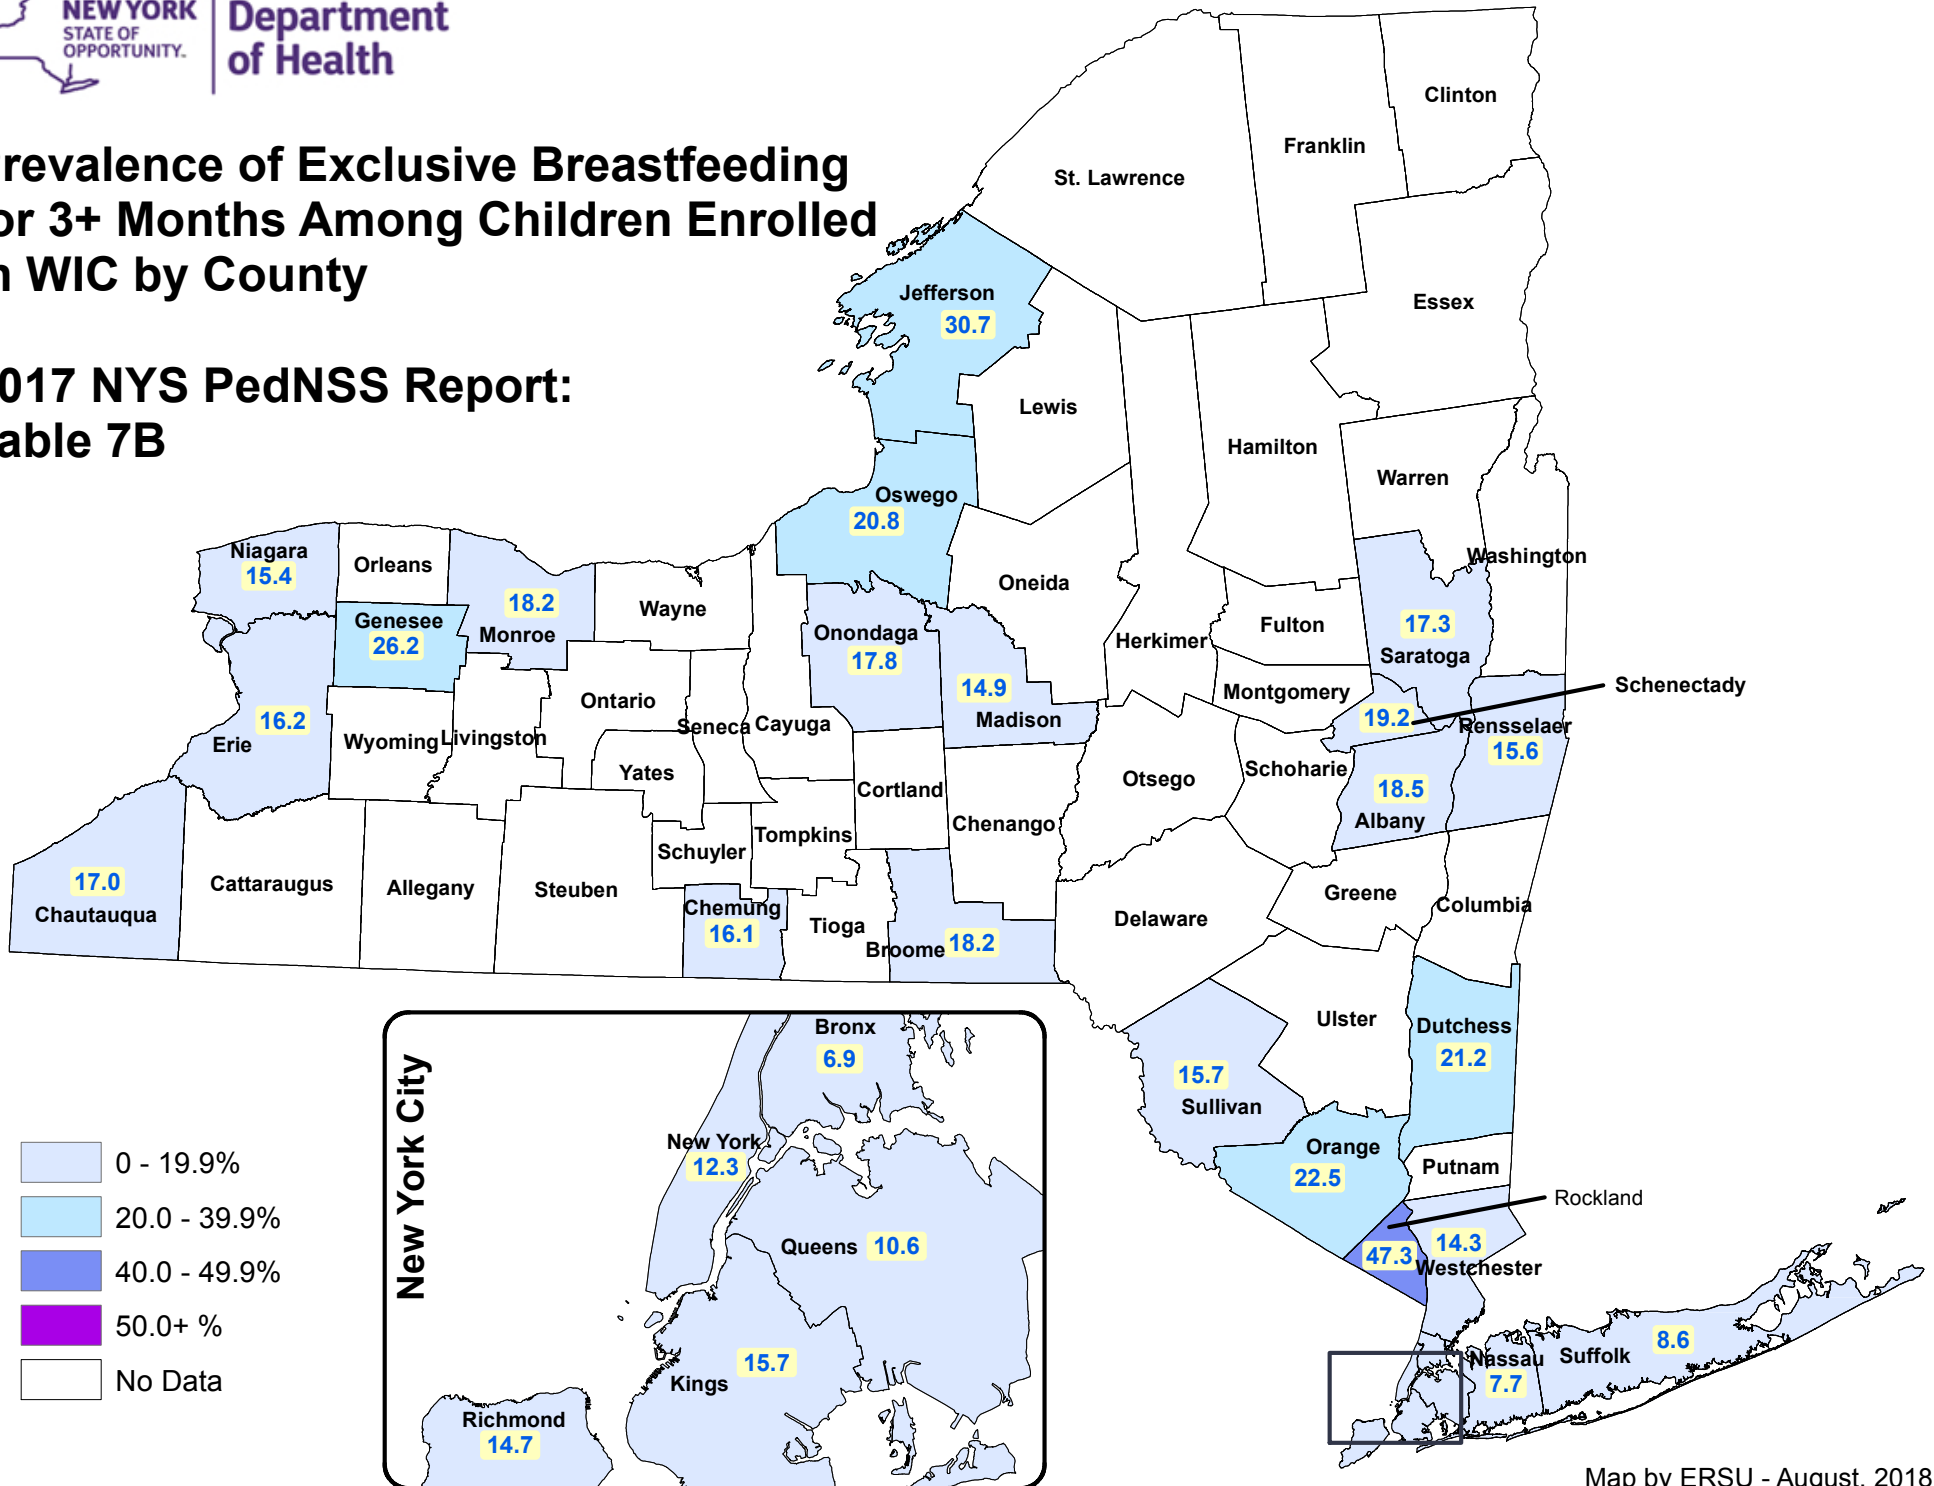 NEW YORK
STATE OF
OPPORTUNITY.
Department
of Health
revalence of Exclusive Breastfeeding
or 3+ Months Among Children Enrolled
n WIC by County
017 NYS PedNSS Report:
able 7B
Clinton
Franklin
St. Lawrence
Jefferson
30.7
Essex
Lewis
Hamilton
Warren
Oswego
20.8
Washington
Niagara
15.4
Orleans
Oneida
18.2
Monroe
Wayne
Genesee
26.2
Onondaga
17.8
Herkimer
Fulton
17.3
Saratoga
14.9
Madison
Montgomery
Schenectady
19.2
Rensselaer
15.6
Ontario
Seneca
Cayuga
16.2
Erie
Wyoming
Livingston
Yates
Cortland
Otsego
Schoharie
18.5
Albany
Chenango
Tompkins
Schuyler
17.0
Chautauqua
Cattaraugus
Allegany
Steuben
Chemung
16.1
Tioga
Broome
18.2
Delaware
Greene
Columbia
Ulster
Dutchess
21.2
15.7
Sullivan
Orange
22.5
Putnam
Rockland
47.3
14.3
Westchester
Nassau
7.7
Suffolk
8.6
New York City
Bronx
6.9
New York
12.3
Queens 10.6
15.7
Kings
Richmond
14.7
0 - 19.9%
20.0 - 39.9%
40.0 - 49.9%
50.0+ %
No Data
Map by ERSU - August, 2018